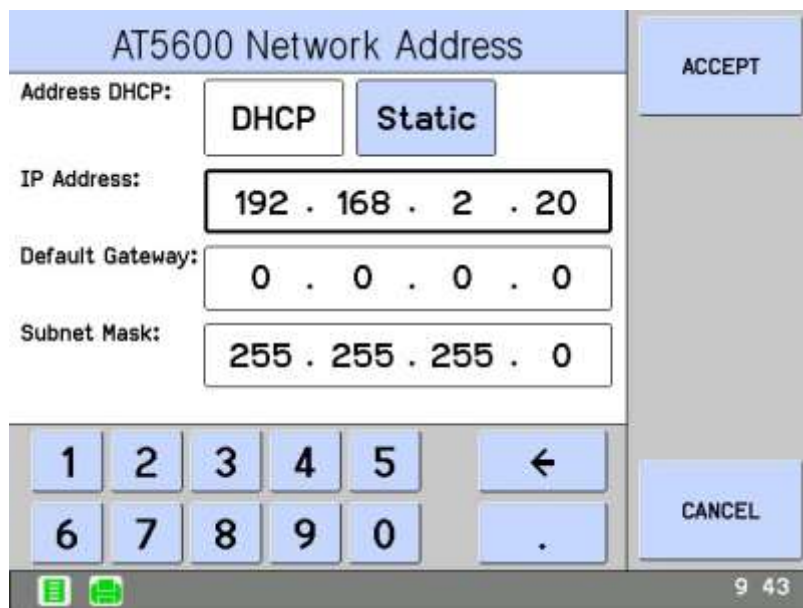 AT5600 Network Address
ACCEPT
Address DHCP:
DHCP Static
IP Address:
192 . 168 . 2 . 20
Default Gateway:
0 . 0 . 0 . 0
Subnet Mask:
255 . 255 . 255 . 0
1 2 3 4 5 ←
6 7 8 9 0 .
CANCEL
9 43